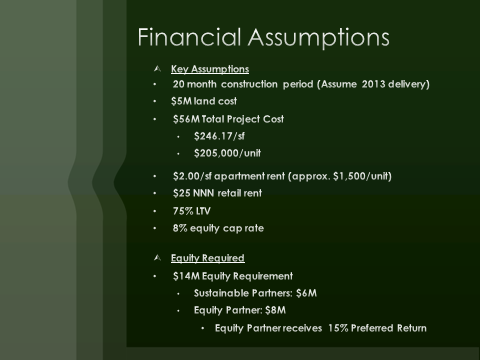 Financial Assumptions
Key Assumptions
20 month construction period (Assume 2013 delivery)
$5M land cost
$56M Total Project Cost
$246.17/sf
$205,000/unit
$2.00/sf apartment rent (approx. $1,500/unit)
$25 NNN retail rent
75% LTV
8% equity cap rate
Equity Required
$14M Equity Requirement
Sustainable Partners: $6M
Equity Partner: $8M
Equity Partner receives 15% Preferred Return